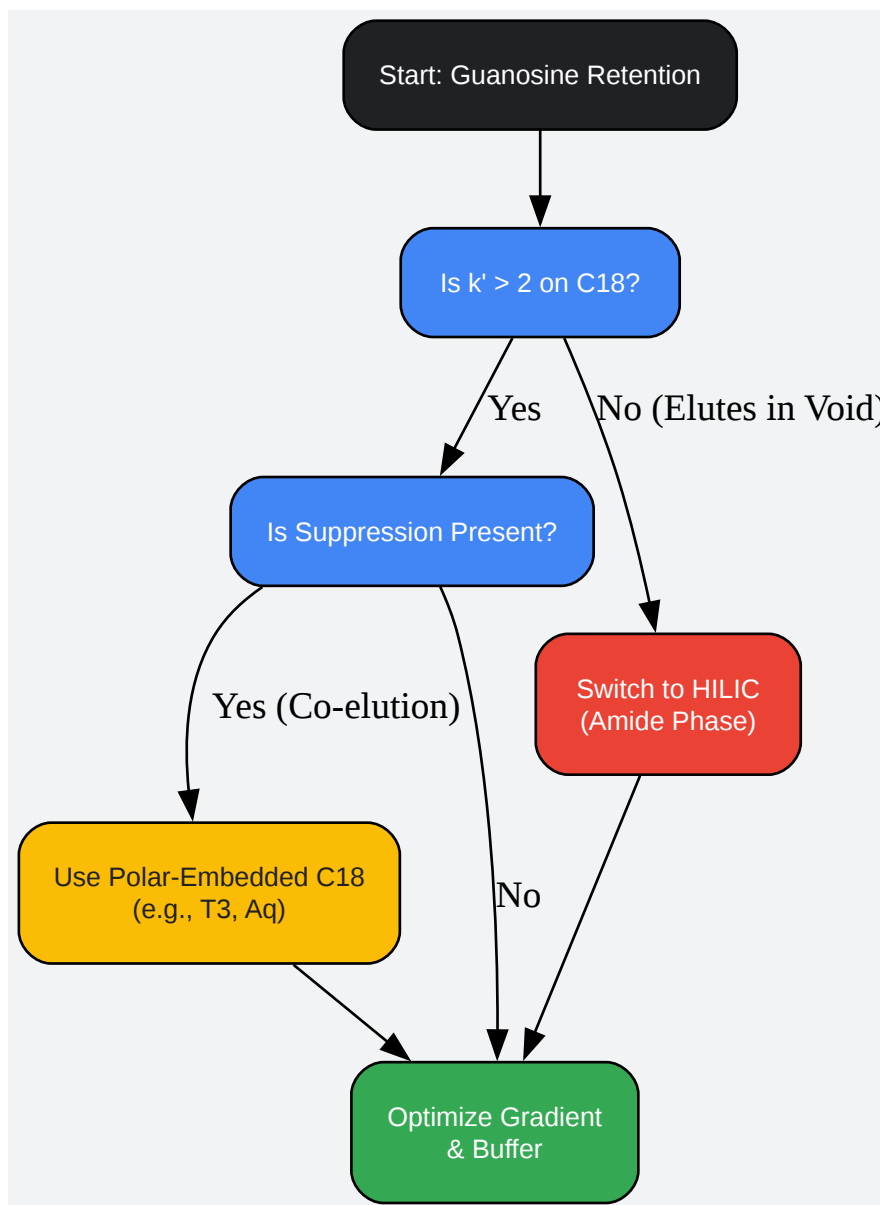 Start: Guanosine Retention
Is k' > 2 on C18?
Yes
No (Elutes in Void)
Is Suppression Present?
Switch to HILIC
(Amide Phase)
Yes (Co-elution)
Use Polar-Embedded C18
(e.g., T3, Aq)
No
Optimize Gradient
& Buffer